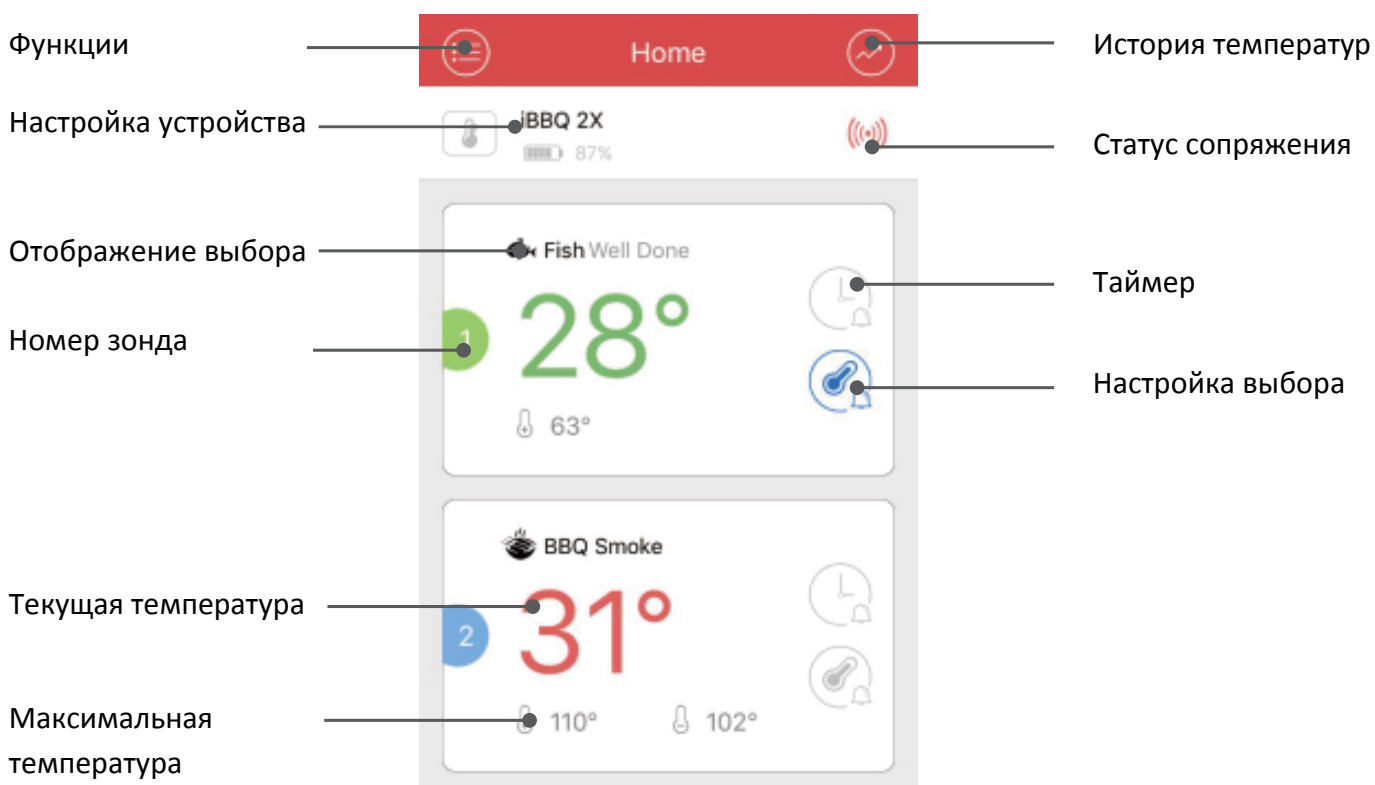 Функции
Home
История температур
Настройка устройства
iBBQ 2X
87%
Статус сопряжения
Отображение выбора
Fish Well Done
Таймер
Номер зонда
1
28°
Настройка выбора
63°
BBQ Smoke
Текущая температура
2
31°
Максимальная
температура
110°
102°